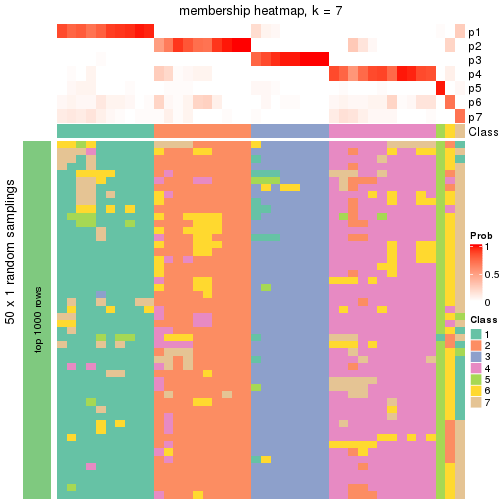 membership heatmap, k = 7
p1
p2
p3
p4
p5
p6
p7
Class
50 x 1 random samplings
top 1000 rows
Prob
1
0.5
0
Class
1
2
3
4
5
6
7